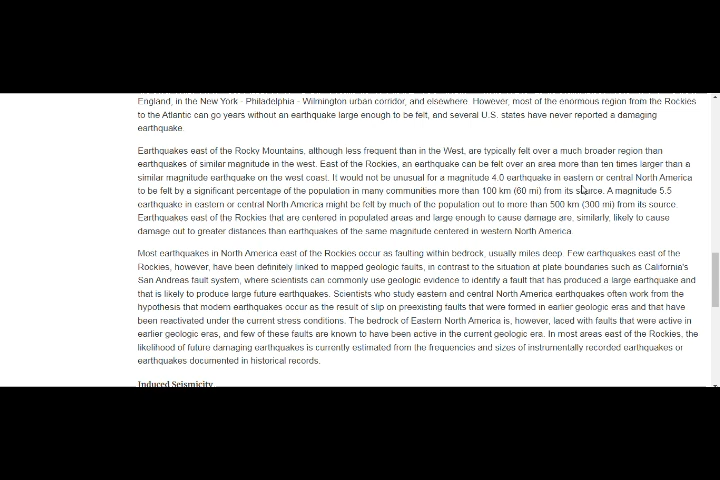 England, in the New York - Philadelphia - Wilmington urban corridor, and elsewhere. However, most of the enormous region from the Rockies
to the Atlantic can go years without an earthquake large enough to be felt, and several U.S. states have never reported a damaging
earthquake.
Earthquakes east of the Rocky Mountains, although less frequent than in the West, are typically felt over a much broader region than
earthquakes of similar magnitude in the west. East of the Rockies, an earthquake can be felt over an area more than ten times larger than a
similar magnitude earthquake on the west coast. It would not be unusual for a magnitude 4.0 earthquake in eastern or central North America
to be felt by a significant percentage of the population in many communities more than 100 km (60 mi) from its source. A magnitude 5.5
earthquake in eastern or central North America might be felt by much of the population out to more than 500 km (300 mi) from its source.
Earthquakes east of the Rockies that are centered in populated areas and large enough to cause damage are, similarly, likely to cause
damage out to greater distances than earthquakes of the same magnitude centered in western North America.
Most earthquakes in North America east of the Rockies occur as faulting within bedrock, usually miles deep. Few earthquakes east of the
Rockies, however, have been definitely linked to mapped geologic faults, in contrast to the situation at plate boundaries such as California's
San Andreas fault system, where scientists can commonly use geologic evidence to identify a fault that has produced a large earthquake and
that is likely to produce large future earthquakes. Scientists who study eastern and central North America earthquakes often work from the
hypothesis that modern earthquakes occur as the result of slip on preexisting faults that were formed in earlier geologic eras and that have
been reactivated under the current stress conditions. The bedrock of Eastern North America is, however, laced with faults that were active in
earlier geologic eras, and few of these faults are known to have been active in the current geologic era. In most areas east of the Rockies, the
likelihood of future damaging earthquakes is currently estimated from the frequencies and sizes of instrumentally recorded earthquakes or
earthquakes documented in historical records.
Induced Seismicity